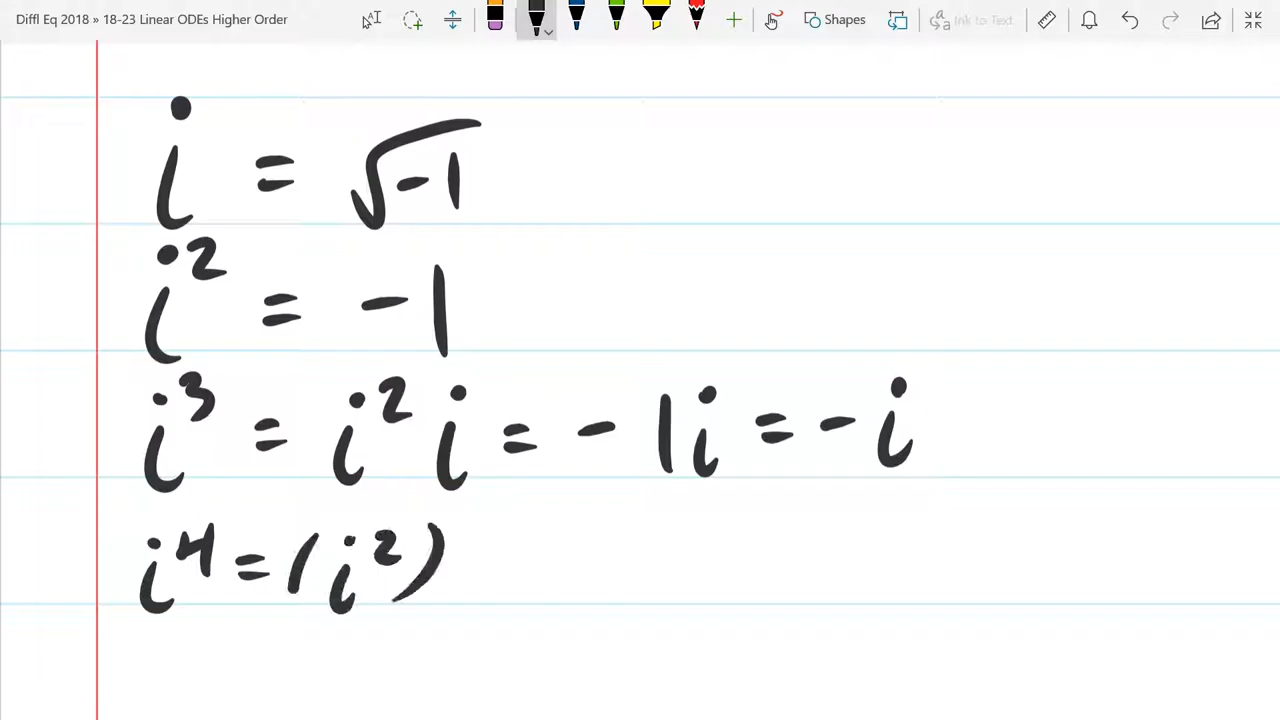 Diffl Eq 2018 » 18-23 Linear ODEs Higher Order
Shapes
Ink to Text
i = √-1
i² = -1
i³ = i² i = -1i = -i
i⁴ = (i²)